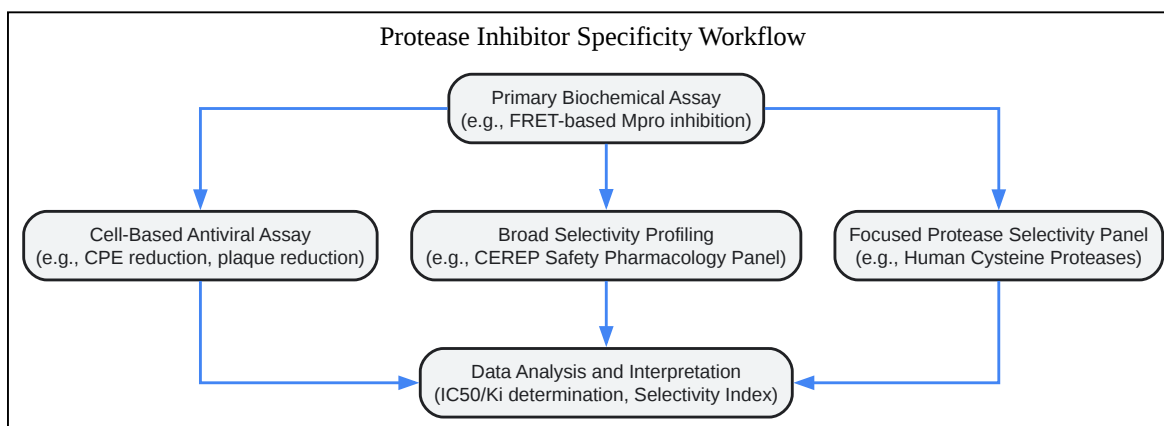 Protease Inhibitor Specificity Workflow
Primary Biochemical Assay
(e.g., FRET-based Mpro inhibition)
Cell-Based Antiviral Assay
(e.g., CPE reduction, plaque reduction)
Broad Selectivity Profiling
(e.g., CEREP Safety Pharmacology Panel)
Focused Protease Selectivity Panel
(e.g., Human Cysteine Proteases)
Data Analysis and Interpretation
(IC50/Ki determination, Selectivity Index)